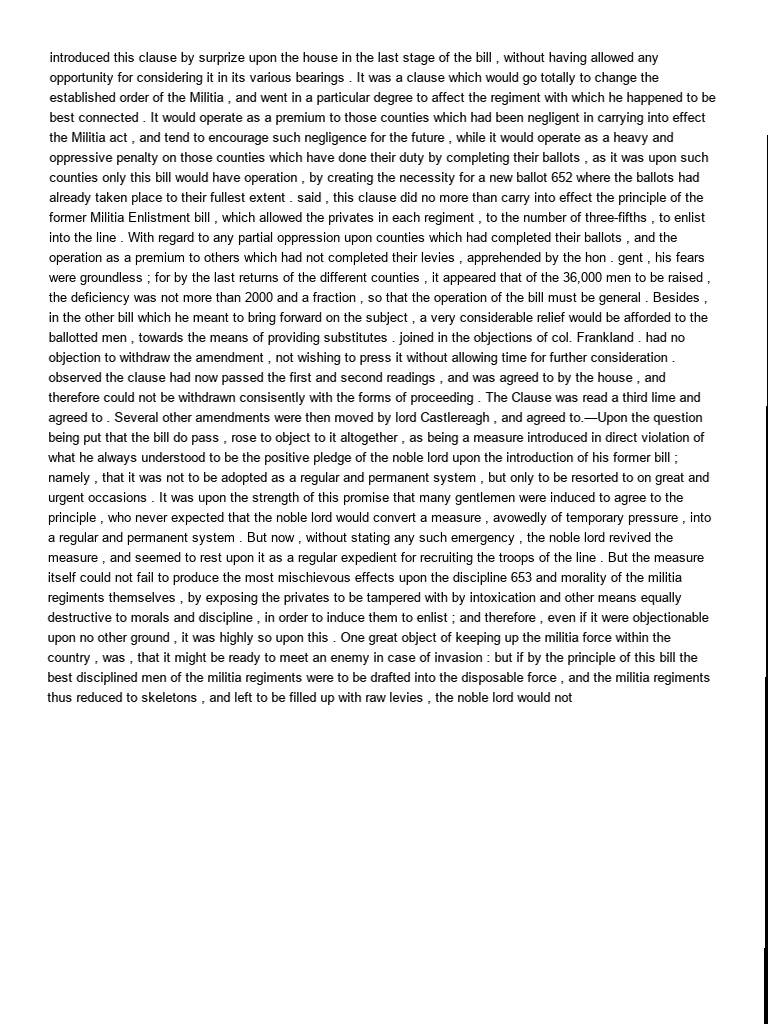 introduced this clause by surprize upon the house in the last stage of the bill , without having allowed any
opportunity for considering it in its various bearings . It was a clause which would go totally to change the
established order of the Militia , and went in a particular degree to affect the regiment with which he happened to be
best connected . It would operate as a premium to those counties which had been negligent in carrying into effect
the Militia act , and tend to encourage such negligence for the future , while it would operate as a heavy and
oppressive penalty on those counties which have done their duty by completing their ballots , as it was upon such
counties only this bill would have operation , by creating the necessity for a new ballot 652 where the ballots had
already taken place to their fullest extent . said , this clause did no more than carry into effect the principle of the
former Militia Enlistment bill , which allowed the privates in each regiment , to the number of three-fifths , to enlist
into the line . With regard to any partial oppression upon counties which had completed their ballots , and the
operation as a premium to others which had not completed their levies , apprehended by the hon . gent , his fears
were groundless ; for by the last returns of the different counties , it appeared that of the 36,000 men to be raised ,
the deficiency was not more than 2000 and a fraction , so that the operation of the bill must be general . Besides ,
in the other bill which he meant to bring forward on the subject , a very considerable relief would be afforded to the
ballotted men , towards the means of providing substitutes . joined in the objections of col. Frankland . had no
objection to withdraw the amendment , not wishing to press it without allowing time for further consideration .
observed the clause had now passed the first and second readings , and was agreed to by the house , and
therefore could not be withdrawn consisently with the forms of proceeding . The Clause was read a third lime and
agreed to . Several other amendments were then moved by lord Castlereagh , and agreed to.—Upon the question
being put that the bill do pass , rose to object to it altogether , as being a measure introduced in direct violation of
what he always understood to be the positive pledge of the noble lord upon the introduction of his former bill ;
namely , that it was not to be adopted as a regular and permanent system , but only to be resorted to on great and
urgent occasions . It was upon the strength of this promise that many gentlemen were induced to agree to the
principle , who never expected that the noble lord would convert a measure , avowedly of temporary pressure , into
a regular and permanent system . But now , without stating any such emergency , the noble lord revived the
measure , and seemed to rest upon it as a regular expedient for recruiting the troops of the line . But the measure
itself could not fail to produce the most mischievous effects upon the discipline 653 and morality of the militia
regiments themselves , by exposing the privates to be tampered with by intoxication and other means equally
destructive to morals and discipline , in order to induce them to enlist ; and therefore , even if it were objectionable
upon no other ground , it was highly so upon this . One great object of keeping up the militia force within the
country , was , that it might be ready to meet an enemy in case of invasion : but if by the principle of this bill the
best disciplined men of the militia regiments were to be drafted into the disposable force , and the militia regiments
thus reduced to skeletons , and left to be filled up with raw levies , the noble lord would not